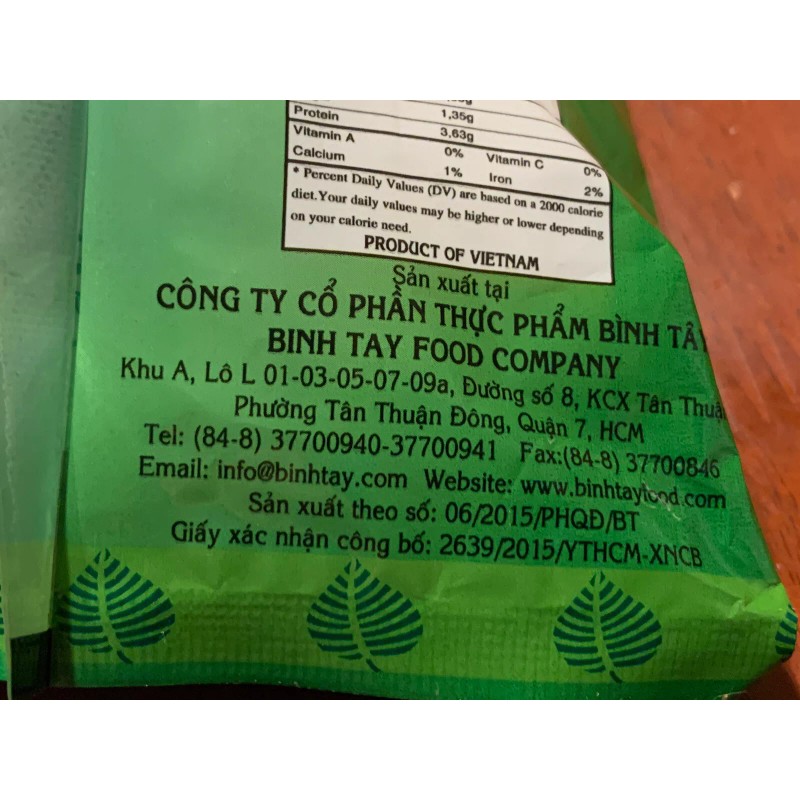 Protein 1,35g
3,63g
Vitamin A 0% Vitamin C 0%
Calcium 1% Iron 2%
* Percent Daily Values (DV) are based on a 2000 calorie
diet.Your daily values may be higher or lower depending
on your calorie need.
PRODUCT OF VIETNAM
Sản xuất tại
CÔNG TY CỔ PHẦN THỰC PHẨM BÌNH TÂY
BINH TAY FOOD COMPANY
Khu A, Lô L 01-03-05-07-09a, Đường số 8, KCX Tân Thuận
Phường Tân Thuận Đông, Quận 7, HCM
Tel: (84-8) 37700940-37700941 Fax:(84-8) 37700846
Email: info@binhtay.com Website: www.binhtayfood.com
Sản xuất theo số: 06/2015/PHQĐ/BT
Giấy xác nhận công bố: 2639/2015/YTHCM-XNCB